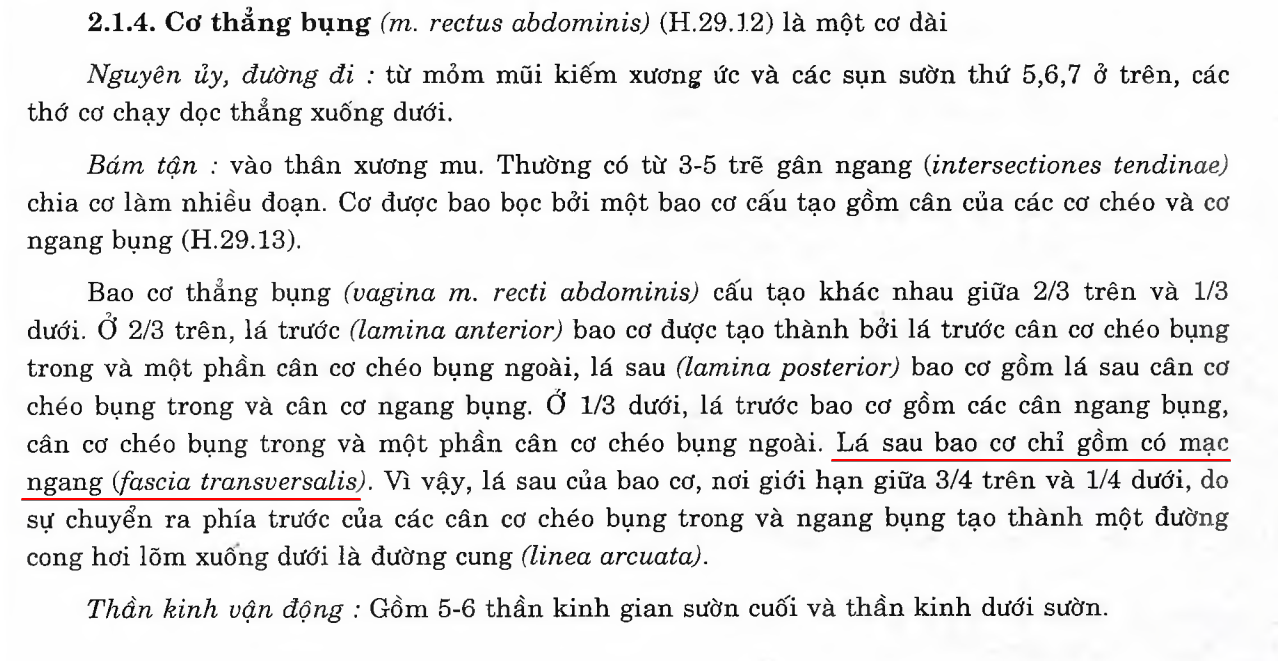 2.1.4. Cơ thẳng bụng (m. rectus abdominis) (H.29.12) là một cơ dài
Nguyên ủy, đường đi : từ mỏm mũi kiếm xương ức và các sụn sườn thứ 5,6,7 ở trên, các
thớ cơ chạy dọc thẳng xuống dưới.
Bám tận : vào thân xương mu. Thường có từ 3-5 trẽ gân ngang (intersectiones tendinae)
chia cơ làm nhiều đoạn. Cơ được bao bọc bởi một bao cơ cấu tạo gồm cân của các cơ chéo và cơ
ngang bụng (H.29.13).
Bao cơ thẳng bụng (vagina m. recti abdominis) cấu tạo khác nhau giữa 2/3 trên và 1/3
dưới. Ở 2/3 trên, lá trước (lamina anterior) bao cơ được tạo thành bởi lá trước cân cơ chéo bụng
trong và một phần cân cơ chéo bụng ngoài, lá sau (lamina posterior) bao cơ gồm lá sau cân cơ
chéo bụng trong và cân cơ ngang bụng. Ở 1/3 dưới, lá trước bao cơ gồm các cân ngang bụng,
cân cơ chéo bụng trong và một phần cân cơ chéo bụng ngoài. Lá sau bao cơ chỉ gồm có mạc
ngang (fascia transversalis). Vì vậy, lá sau của bao cơ, nơi giới hạn giữa 3/4 trên và 1/4 dưới, do
sự chuyển ra phía trước của các cân cơ chéo bụng trong và ngang bụng tạo thành một đường
cong hơi lõm xuống dưới là đường cung (linea arcuata).
Thần kinh vận động : Gồm 5-6 thần kinh gian sườn cuối và thần kinh dưới sườn.